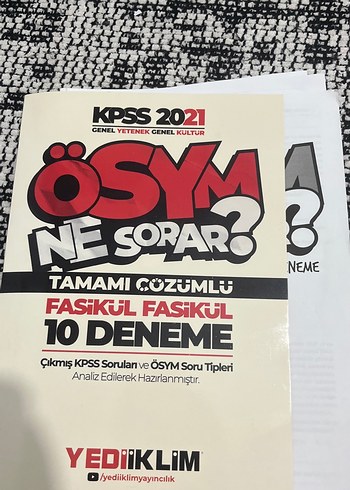 KPSS 2021
GENEL YETENEK GENEL KÜLTÜR
ÖSYM
NE SORAR?
TAMAMI ÇÖZÜMLÜ
FASİKÜL FASİKÜL
10 DENEME
Çıkmış KPSS Soruları ve ÖSYM Soru Tipleri
Analiz Edilerek Hazırlanmıştır.
YEDİİKLİM
/yediiklimyayincilik
M
?
DENEME